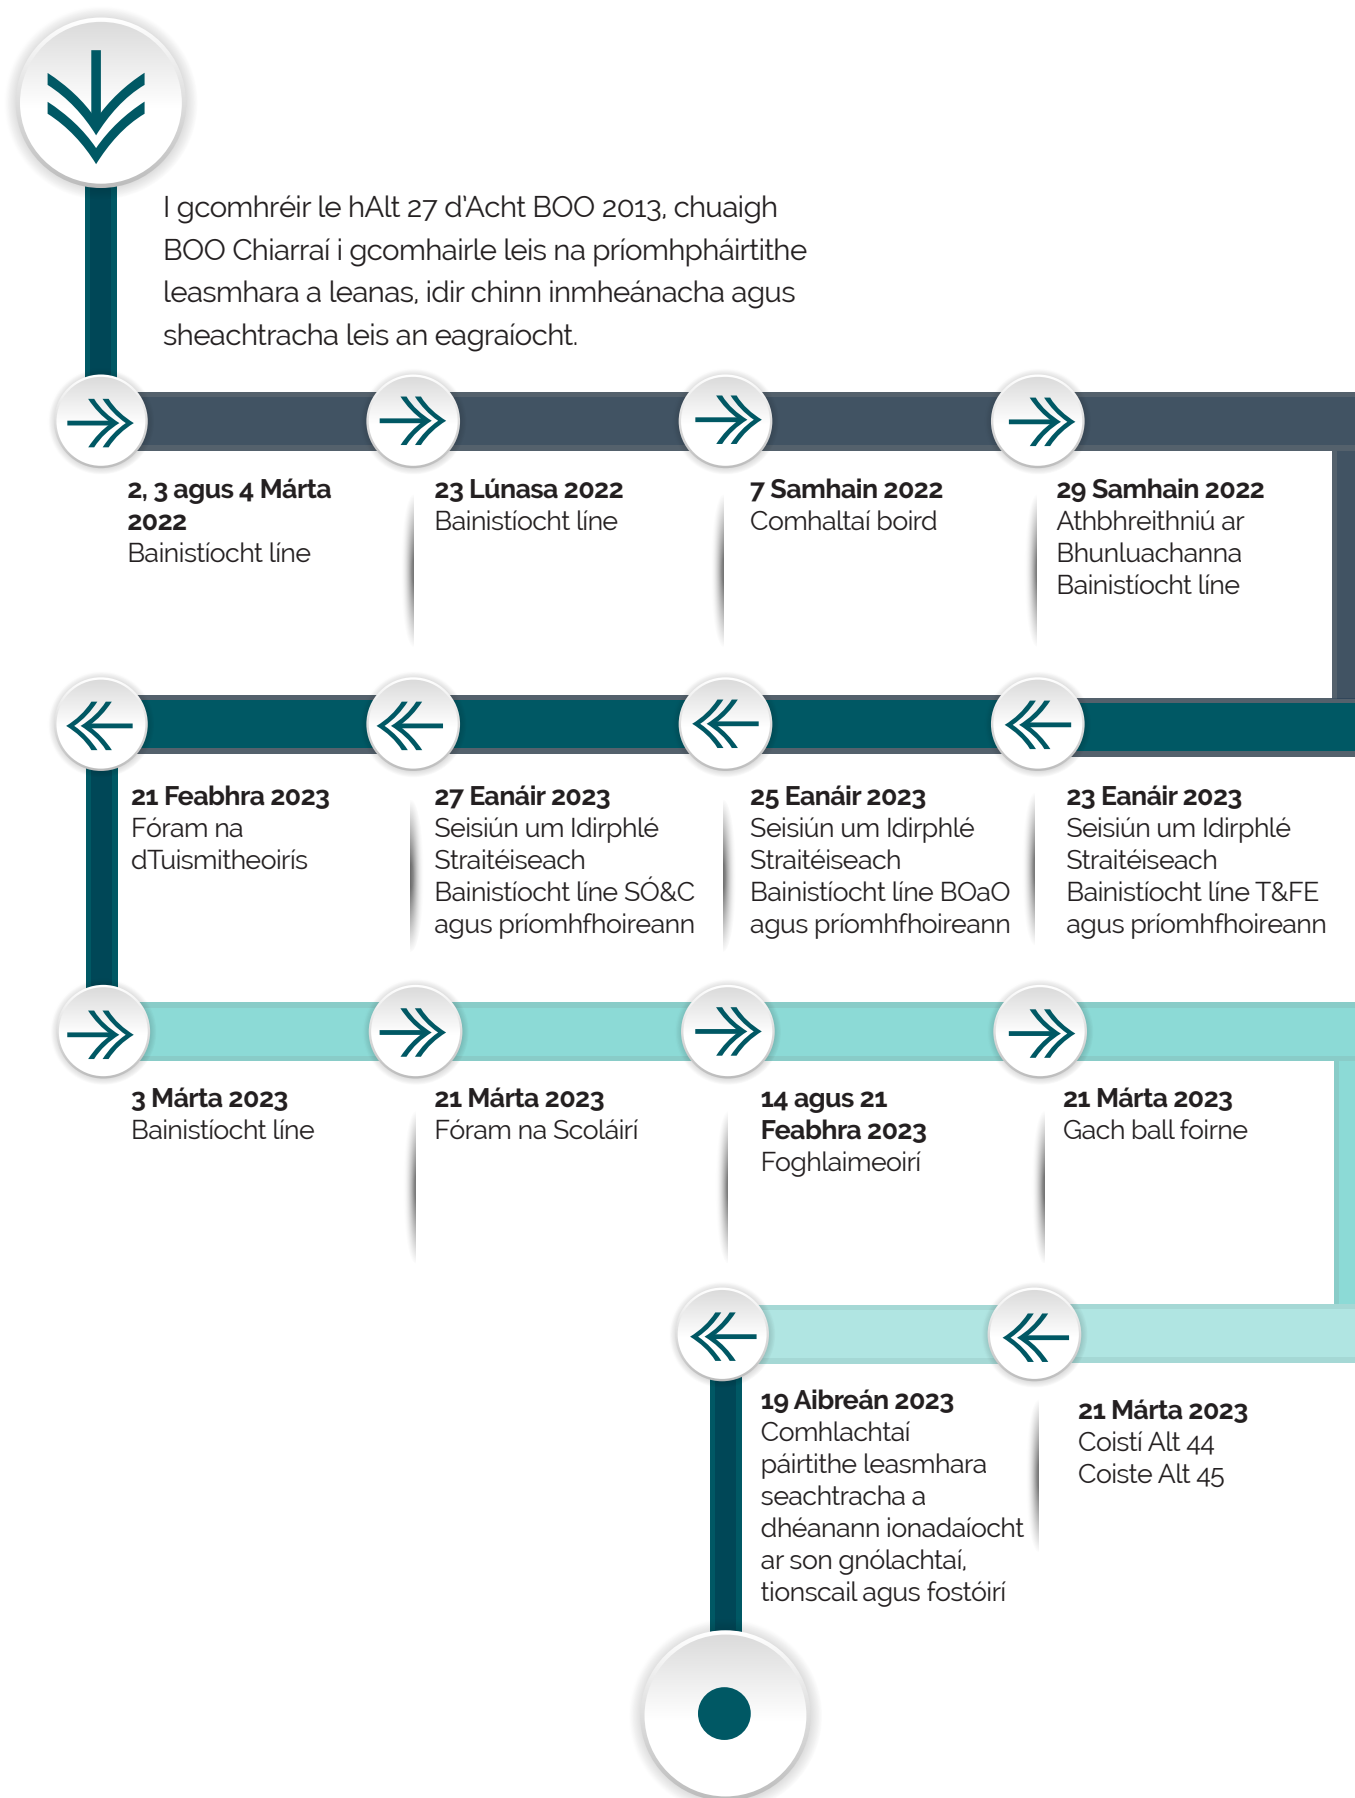 I gcomhréir le hAlt 27 d'Acht BOO 2013, chuaigh
BOO Chiarraí i gcomhairle leis na príomhpháirtithe
leasmhara a leanas, idir chinn inmheánacha agus
sheachtracha leis an eagraíocht.
2, 3 agus 4 Márta
2022
Bainistíocht líne
23 Lúnasa 2022
Bainistíocht líne
7 Samhain 2022
Comhaltaí boird
29 Samhain 2022
Athbhreithniú ar
Bhunluachanna
Bainistíocht líne
23 Eanáir 2023
Seisiún um Idirphlé
Straitéiseach
Bainistíocht líne T&FE
agus príomhfhoireann
25 Eanáir 2023
Seisiún um Idirphlé
Straitéiseach
Bainistíocht líne BOaO
agus príomhfhoireann
27 Eanáir 2023
Seisiún um Idirphlé
Straitéiseach
Bainistíocht líne SÓ&C
agus príomhfhoireann
21 Feabhra 2023
Fóram na
dTuismitheoirís
3 Márta 2023
Bainistíocht líne
21 Márta 2023
Fóram na Scoláirí
14 agus 21
Feabhra 2023
Foghlaimeoirí
21 Márta 2023
Gach ball foirne
21 Márta 2023
Coistí Alt 44
Coiste Alt 45
19 Aibreán 2023
Comhlachtaí
páirtithe leasmhara
seachtracha a
dhéanann ionadaíocht
ar son gnólachtaí,
tionscail agus fostóirí